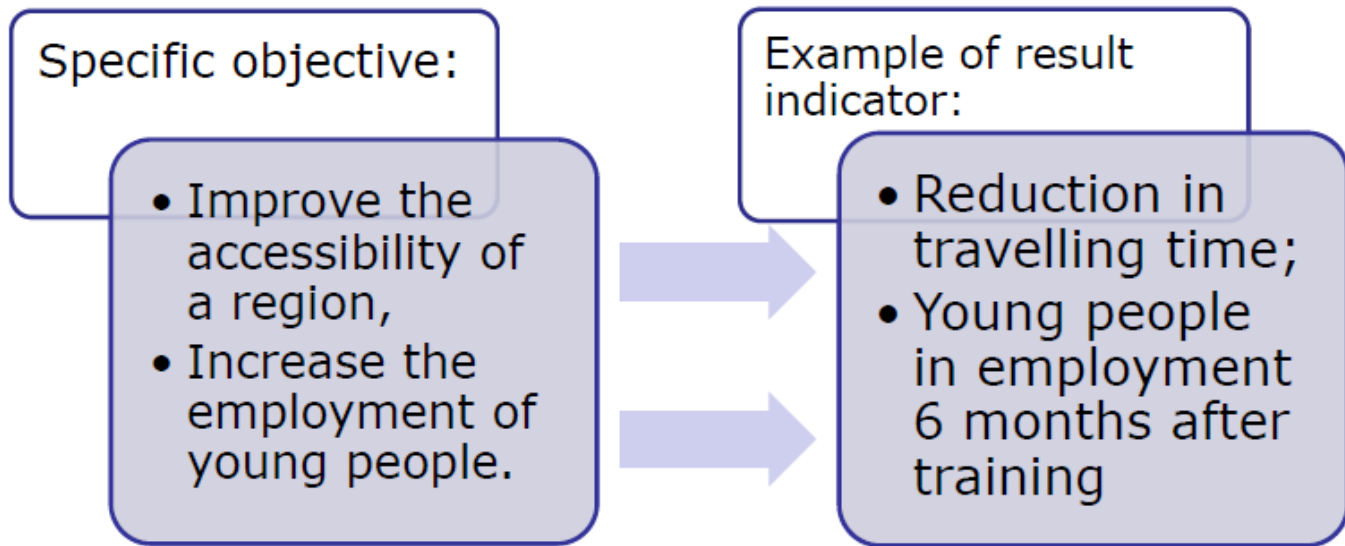 Specific objective:
• Improve the
accessibility of
a region,
• Increase the
employment of
young people.
Example of result
indicator:
• Reduction in
travelling time;
• Young people
in employment
6 months after
training